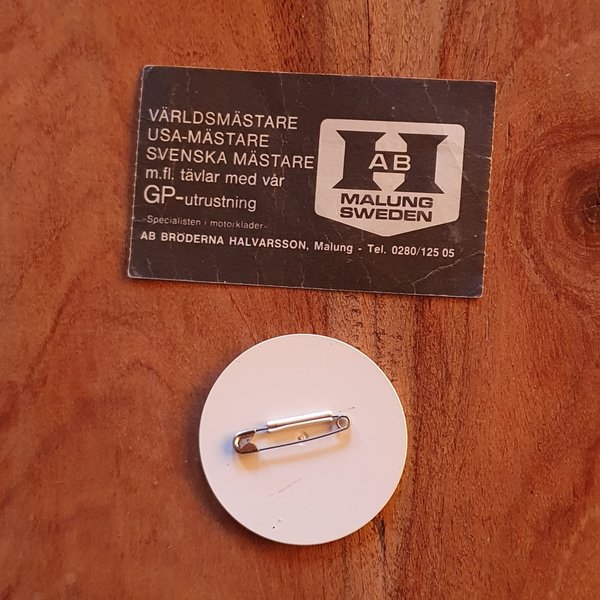 VÄRLDSMÄSTARE
USA-MÄSTARE
SVENSKA MÄSTARE
m.fl. tävlar med vår
GP-utrustning
-Specialisten i motorkläder-
AB BRÖDERNA HALVARSSON, Malung - Tel. 0280/125 05
H
AB
MALUNG
SWEDEN